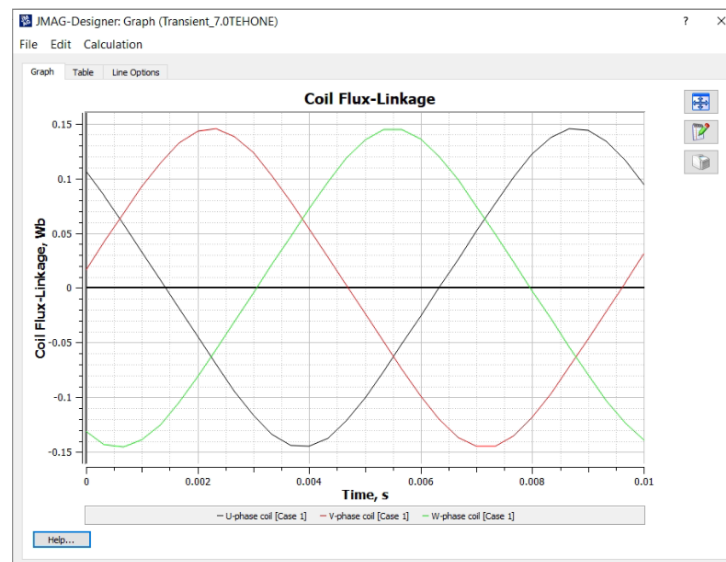 JMAG-Designer: Graph (Transient_7.0TEHONE)
? ×
File Edit Calculation
Graph Table Line Options
Coil Flux-Linkage
0.15
0.1
0.05
0
-0.05
-0.1
-0.15
Coil Flux-Linkage, Wb
0 0.002 0.004 0.006 0.008 0.01
Time, s
U-phase coil [Case 1] V-phase coil [Case 1] W-phase coil [Case 1]
Help...